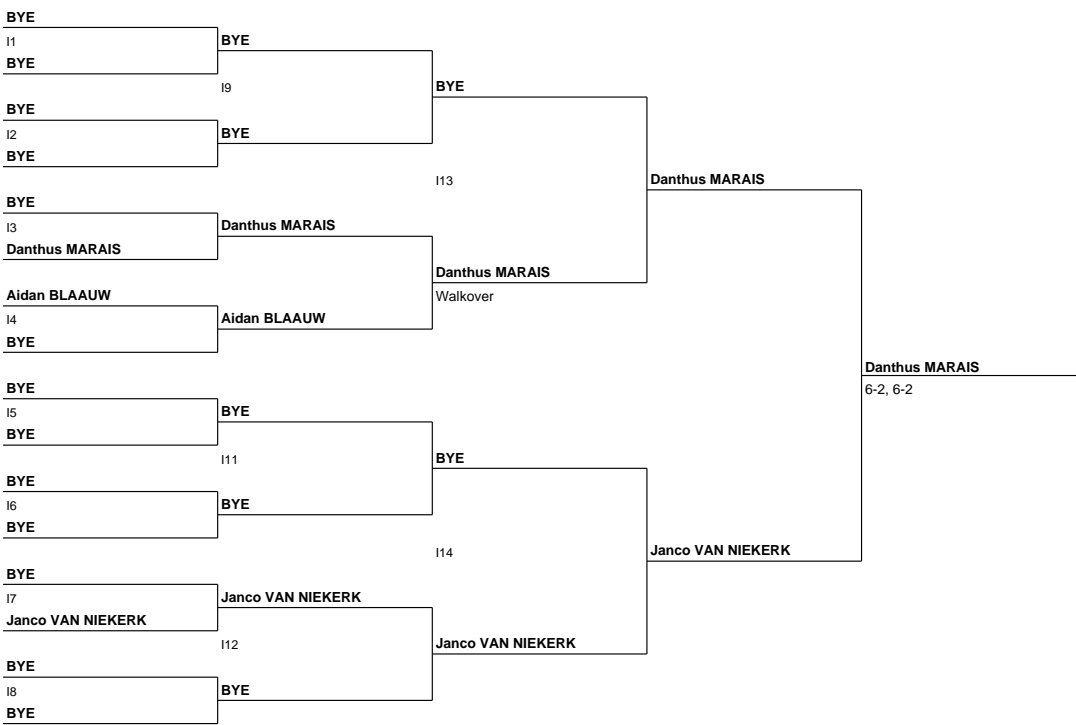 BYE
I1
BYE
BYE
I9
BYE
BYE
I2
BYE
BYE
I13
Danthus MARAIS
BYE
I3
Danthus MARAIS
Danthus MARAIS
Danthus MARAIS
Walkover
Aidan BLAAUW
I4
Aidan BLAAUW
BYE
Danthus MARAIS
6-2, 6-2
BYE
I5
BYE
BYE
I11
BYE
BYE
I6
BYE
BYE
I14
Janco VAN NIEKERK
BYE
I7
Janco VAN NIEKERK
Janco VAN NIEKERK
I12
Janco VAN NIEKERK
BYE
I8
BYE
BYE